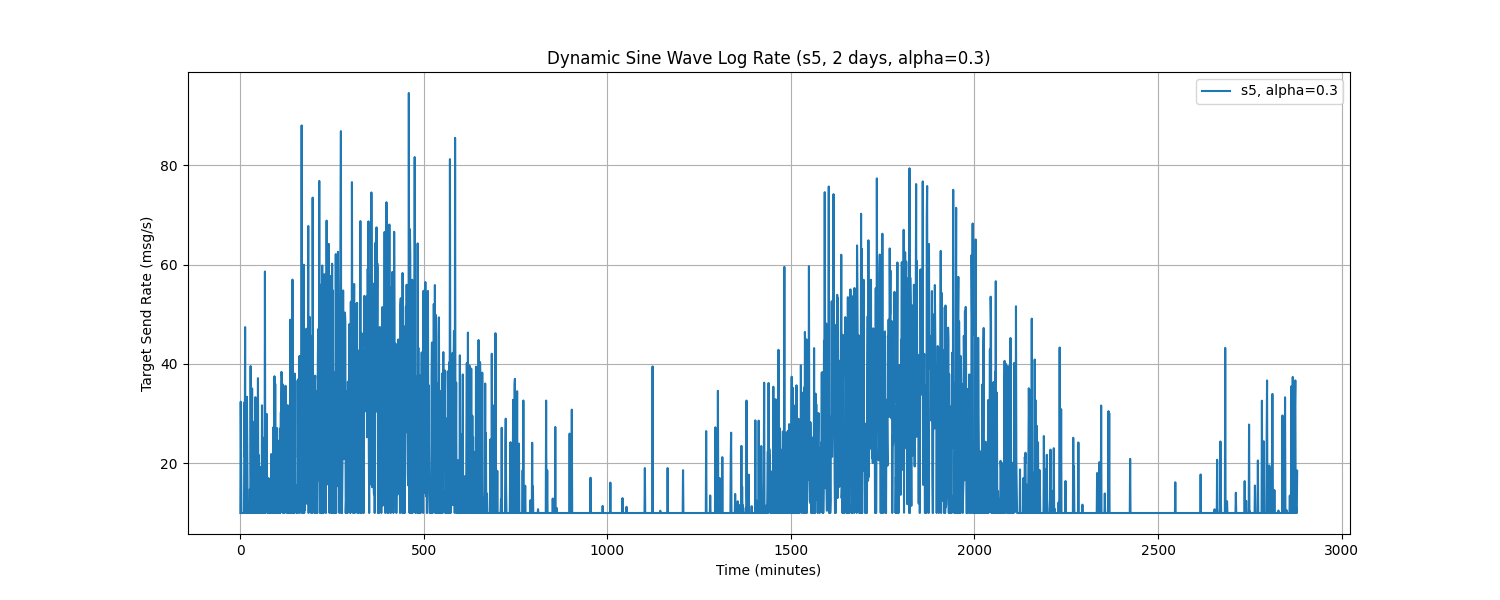 Dynamic Sine Wave Log Rate (s5, 2 days, alpha=0.3)
s5, alpha=0.3
Target Send Rate (msg/s)
80
60
40
20
0
500
1000
1500
2000
2500
3000
Time (minutes)